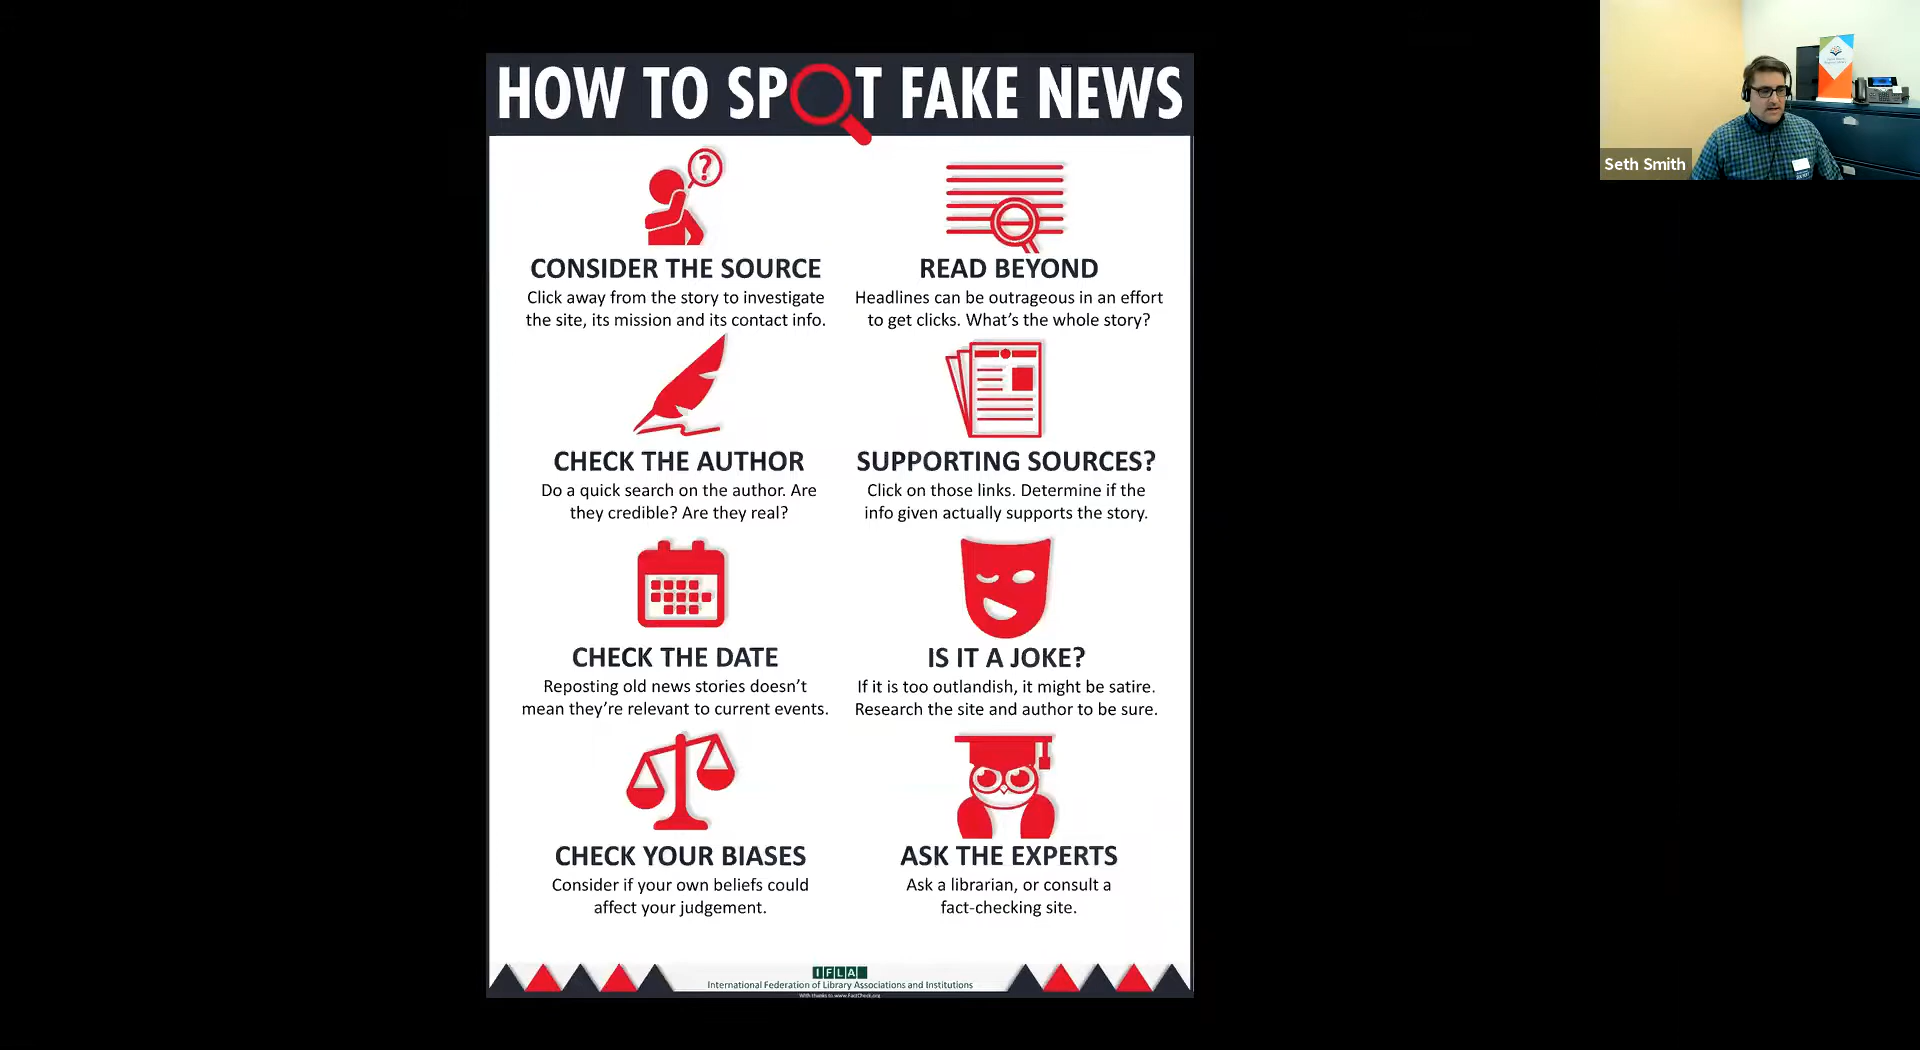 HOW TO SPOT FAKE NEWS
CONSIDER THE SOURCE
Click away from the story to investigate
the site, its mission and its contact info.
READ BEYOND
Headlines can be outrageous in an effort
to get clicks. What's the whole story?
CHECK THE AUTHOR
Do a quick search on the author. Are
they credible? Are they real?
SUPPORTING SOURCES?
Click on those links. Determine if the
info given actually supports the story.
CHECK THE DATE
Reposting old news stories doesn't
mean they're relevant to current events.
IS IT A JOKE?
If it is too outlandish, it might be satire.
Research the site and author to be sure.
CHECK YOUR BIASES
Consider if your own beliefs could
affect your judgement.
ASK THE EXPERTS
Ask a librarian, or consult a
fact-checking site.
IFLA
International Federation of Library Associations and Institutions
With thanks to www.FactCheck.org
Seth Smith